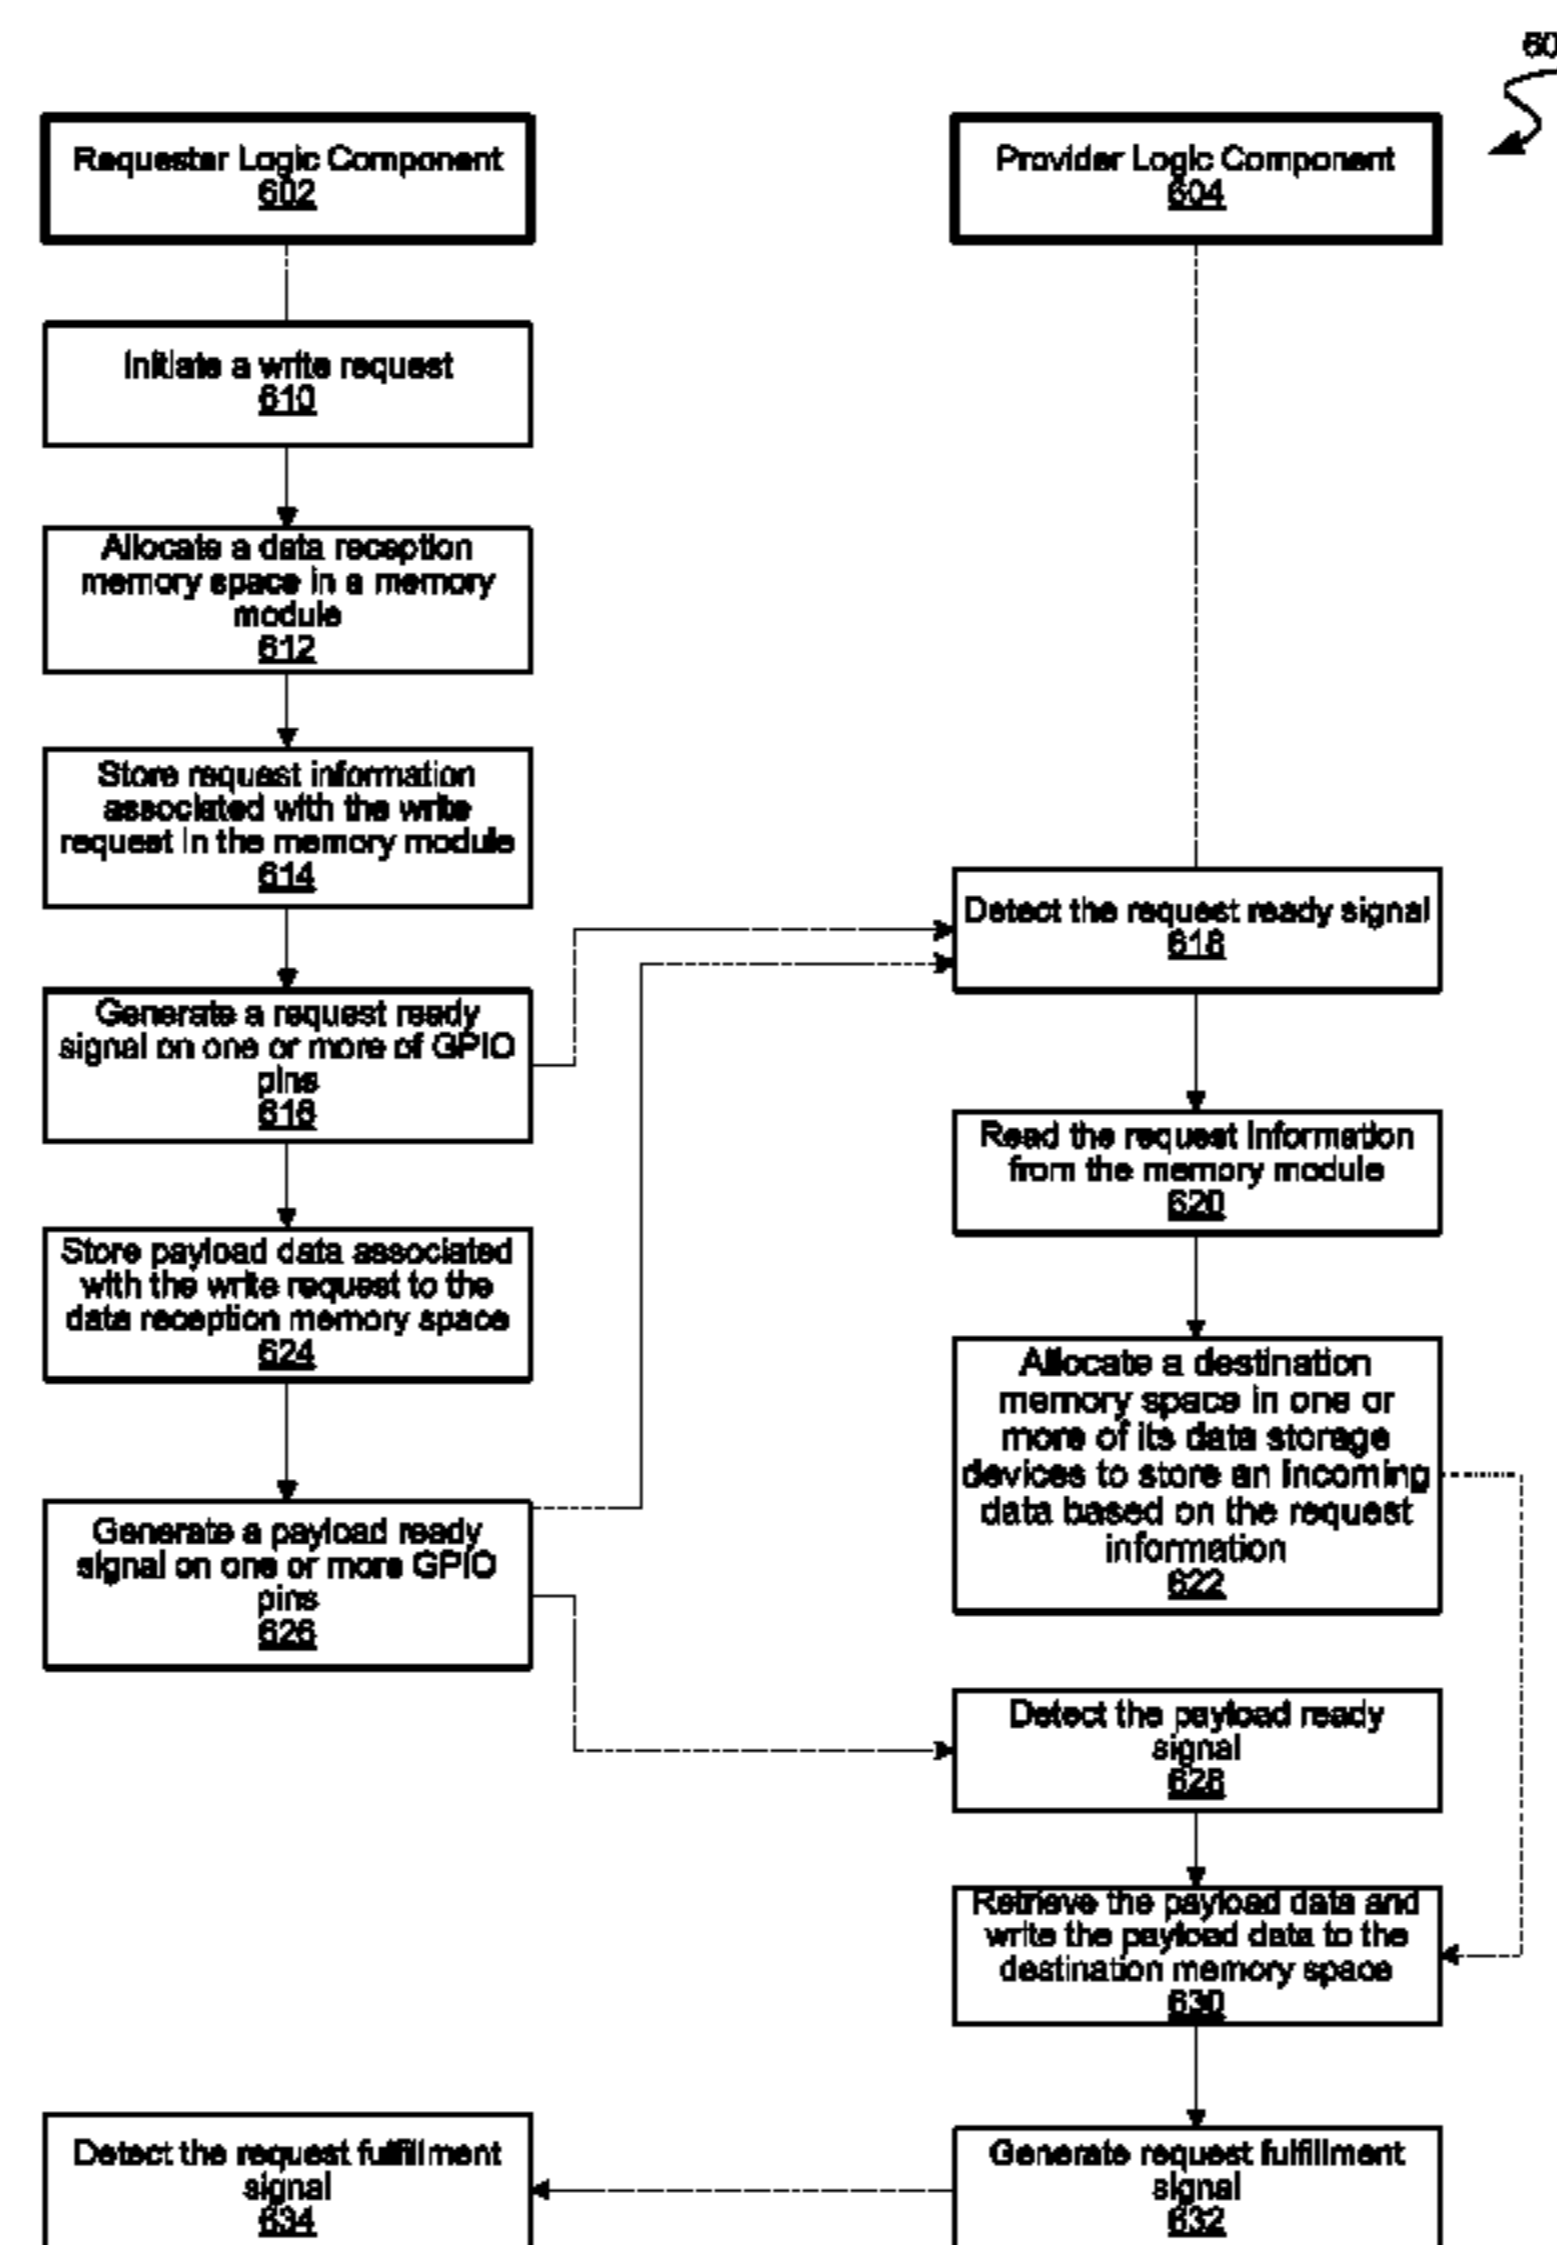 60
Requester Logic Component
602
Provider Logic Component
604
Initiate a write request
610
Allocate a data reception
memory space in a memory
module
612
Store request information
associated with the write
request in the memory module
614
Generate a request ready
signal on one or more of GPIO
pins
616
Store payload data associated
with the write request to the
data reception memory space
624
Generate a payload ready
signal on one or more GPIO
pins
626
Detect the request ready signal
618
Read the request information
from the memory module
620
Allocate a destination
memory space in one or
more of its data storage
devices to store an incoming
data based on the request
information
622
Detect the payload ready
signal
628
Retrieve the payload data and
write the payload data to the
destination memory space
630
Generate request fulfillment
signal
632
Detect the request fulfillment
signal
634